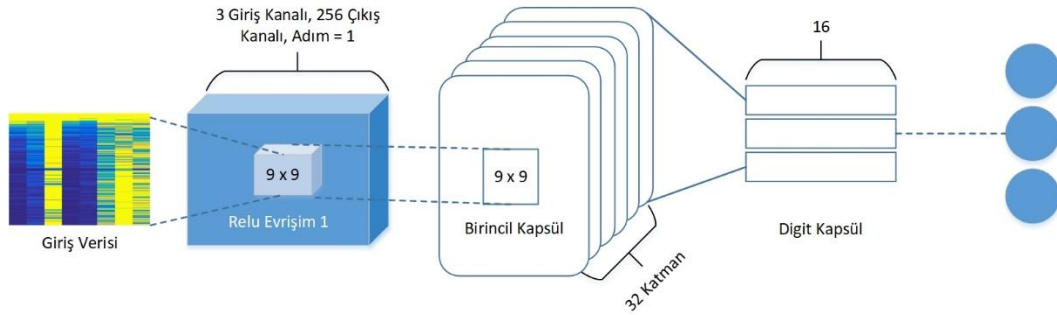 3 Giriş Kanalı, 256 Çıkış
Kanalı, Adım = 1
16
9 x 9
9 x 9
Relu Evrişim 1
Birincil Kapsül
Digit Kapsül
Giriş Verisi
32 Katman